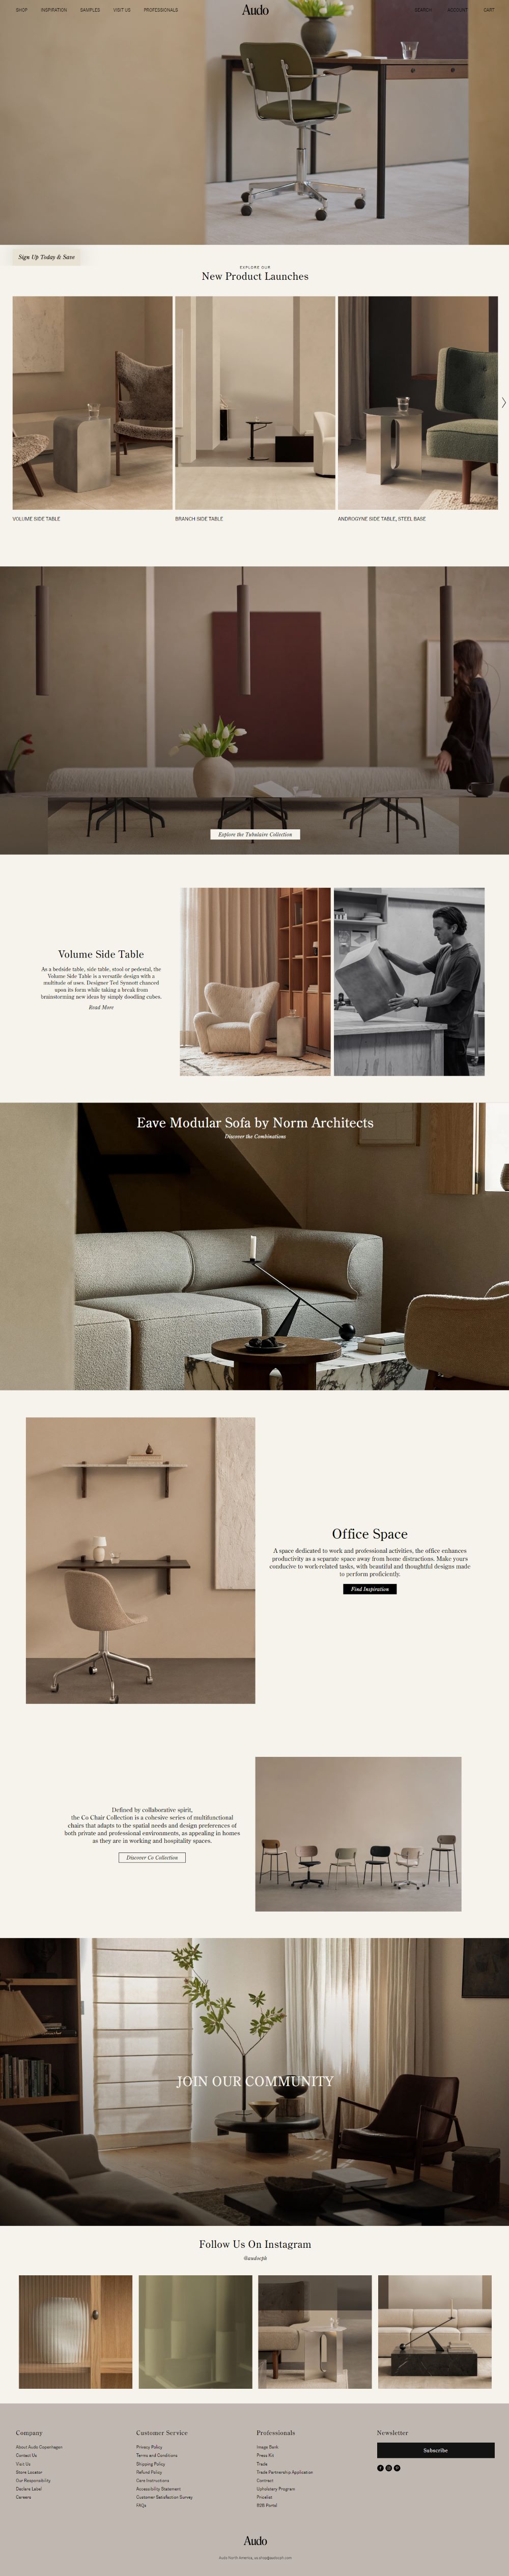 SHOP INSPIRATION SAMPLES VISIT US PROFESSIONALS
Audo
SEARCH ACCOUNT CART
Sign Up Today & Save
EXPLORE OUR
New Product Launches
VOLUME SIDE TABLE
BRANCH SIDE TABLE
ANDROGYNE SIDE TABLE, STEEL BASE
Explore the Tubulaire Collection
Volume Side Table
As a bedside table, side table, stool or pedestal, the
Volume Side Table is a versatile design with a
multitude of uses. Designer Ted Synnott chanced
upon its form while taking a break from
brainstorming new ideas by simply doodling cubes.
Read More
Eave Modular Sofa by Norm Architects
Discover the Combinations
Office Space
A space dedicated to work and professional activities, the office enhances
productivity as a separate space away from home distractions. Make yours
conducive to work-related tasks, with beautiful and thoughtful designs made
to perform proficiently.
Find Inspiration
Defined by collaborative spirit,
the Co Chair Collection is a cohesive series of multifunctional
chairs that adapts to the spatial needs and design preferences of
both private and professional environments, as appealing in homes
as they are in working and hospitality spaces.
Discover Co Collection
JOIN OUR COMMUNITY
Follow Us On Instagram
@audocph
Company
About Audo Copenhagen
Contact Us
Visit Us
Store Locator
Our Responsibility
Declare Label
Careers
Customer Service
Privacy Policy
Terms and Conditions
Shipping Policy
Refund Policy
Care Instructions
Accessibility Statement
Customer Satisfaction Survey
FAQs
Professionals
Image Bank
Press Kit
Trade
Trade Partnership Application
Contract
Upholstery Program
Pricelist
B2B Portal
Newsletter
Subscribe
Audo